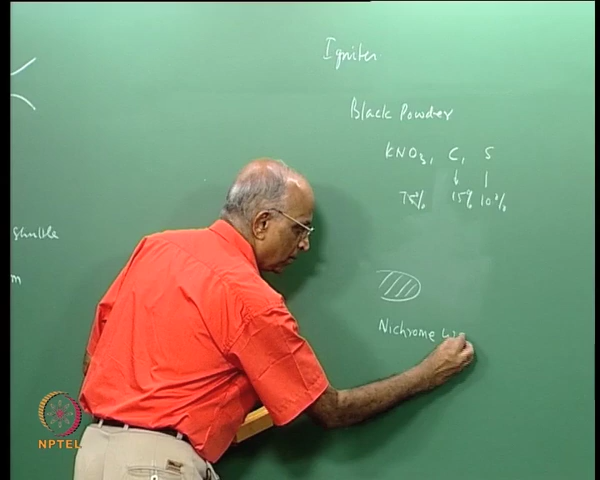 Igniter
Black Powder
KNO3, C, S
75% 15% 10%
Nichrome
m
NPTEL